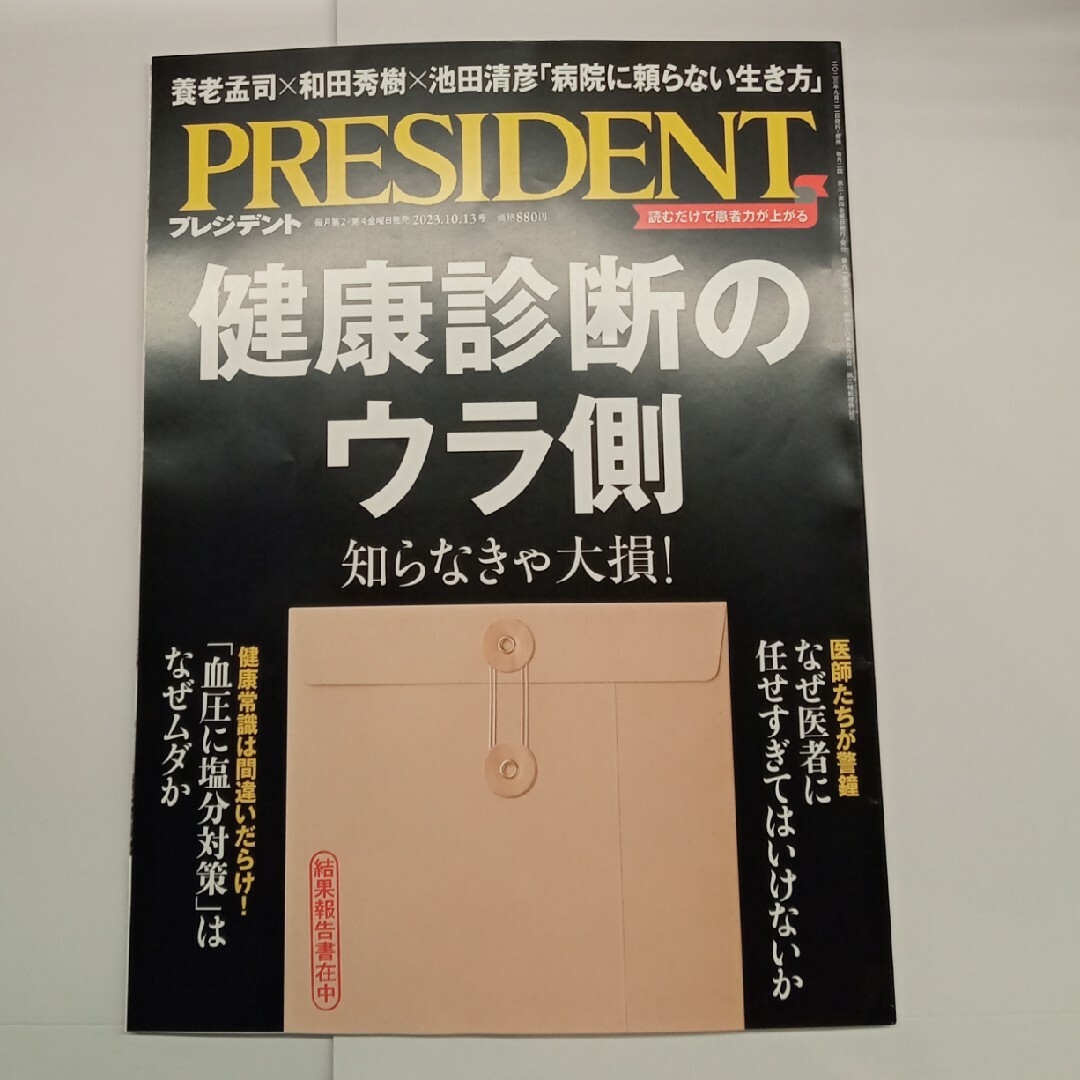 養老孟司×和田秀樹×池田清彦「病院に頼らない生き方」
PRESIDENT
プレジデント
毎月第2・第4金曜日発売 2023.10.13号 価格880円
読むだけで患者力が上がる
健康診断の
ウラ側
知らなきゃ大損!
医師たちが警鐘
なぜ医者に
任せすぎてはいけないか
健康常識は間違いだらけ!
「血圧に塩分対策」は
なぜムダか
結果報告書在中